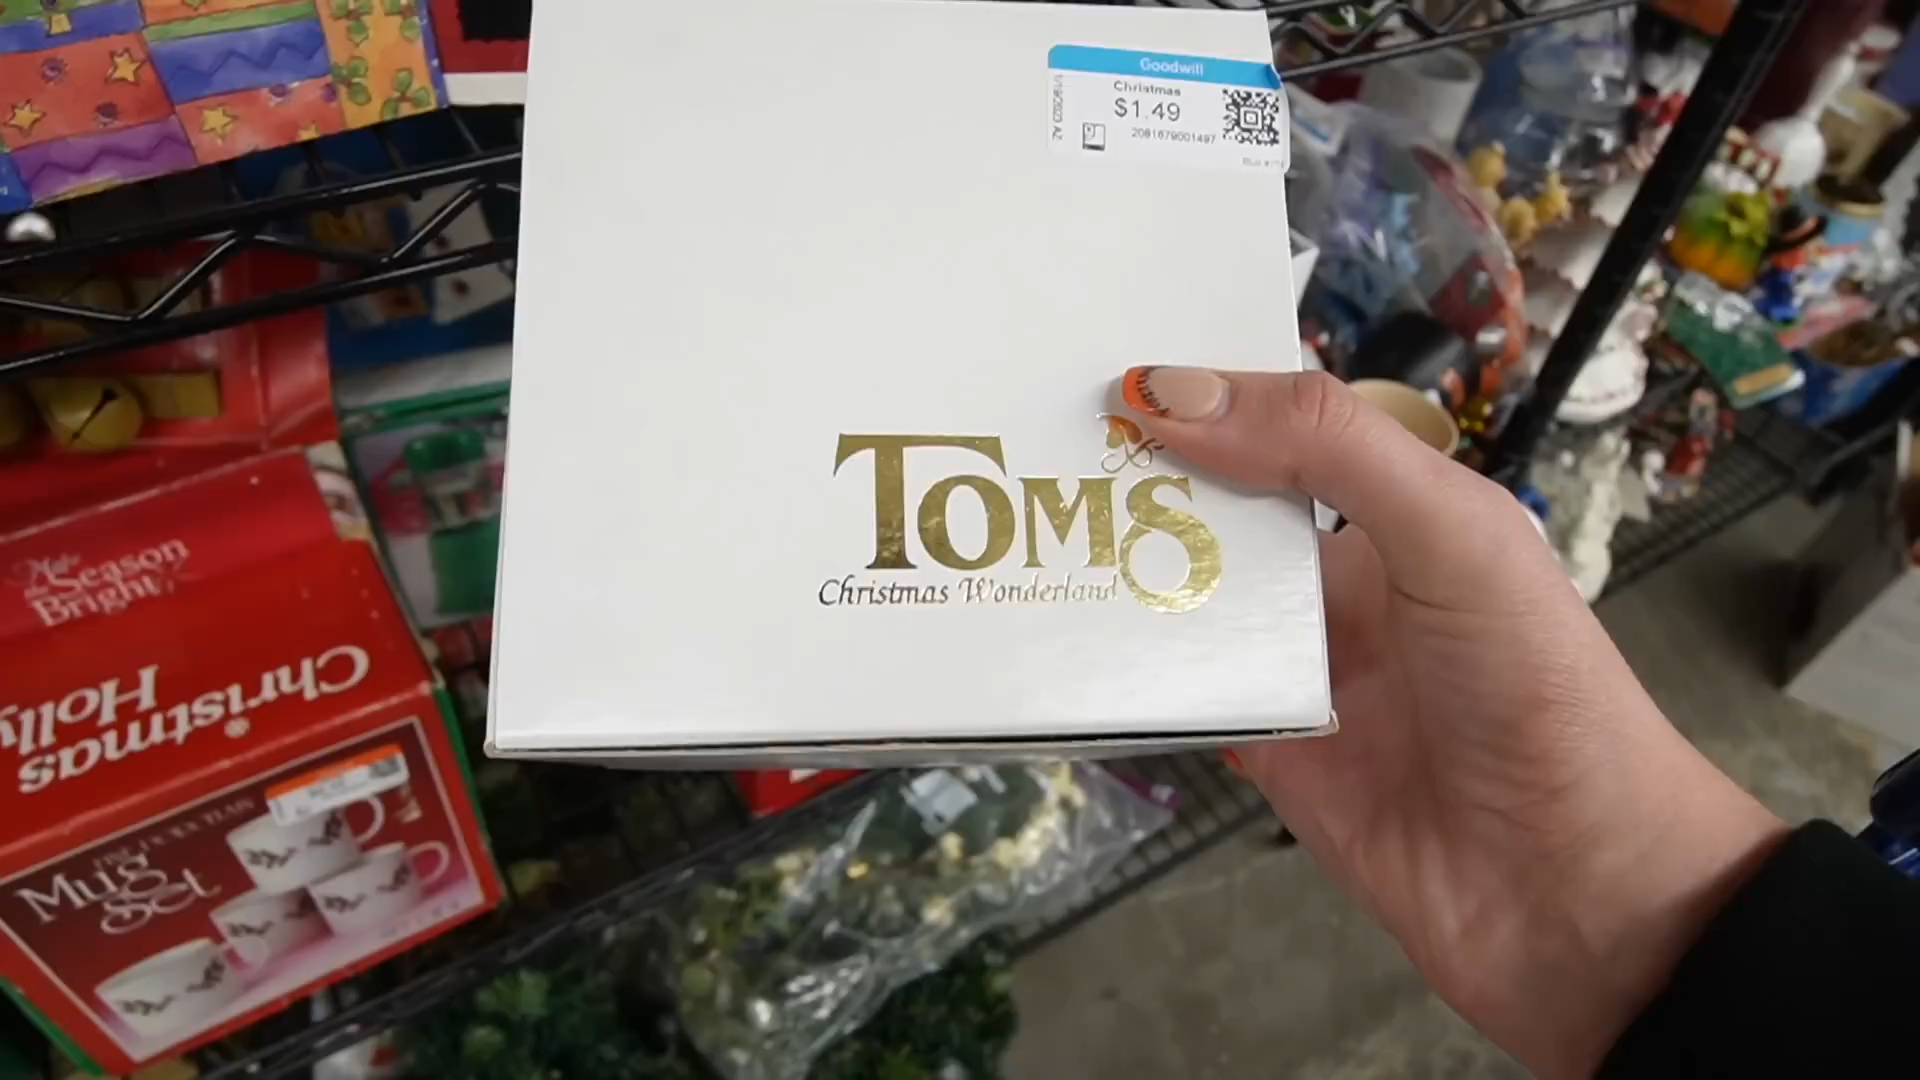 Goodwill
Christmas
$1.49
2081679001497
TOMS
Christmas Wonderland
Make
the Season
Bright
Christmas
Holly
Mug
Set